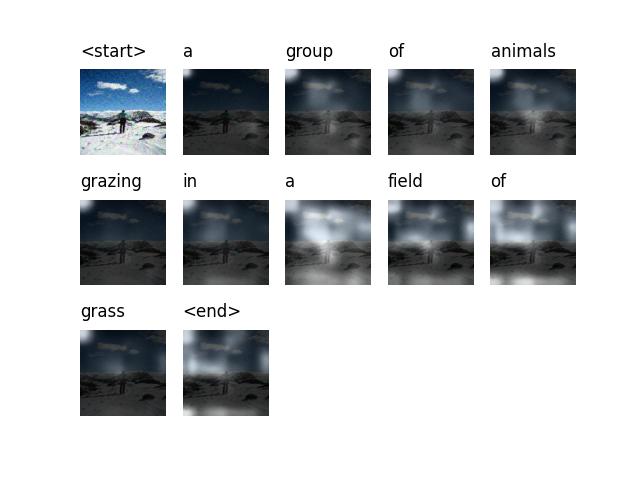 <start> a group of animals
grazing in a field of
grass <end>